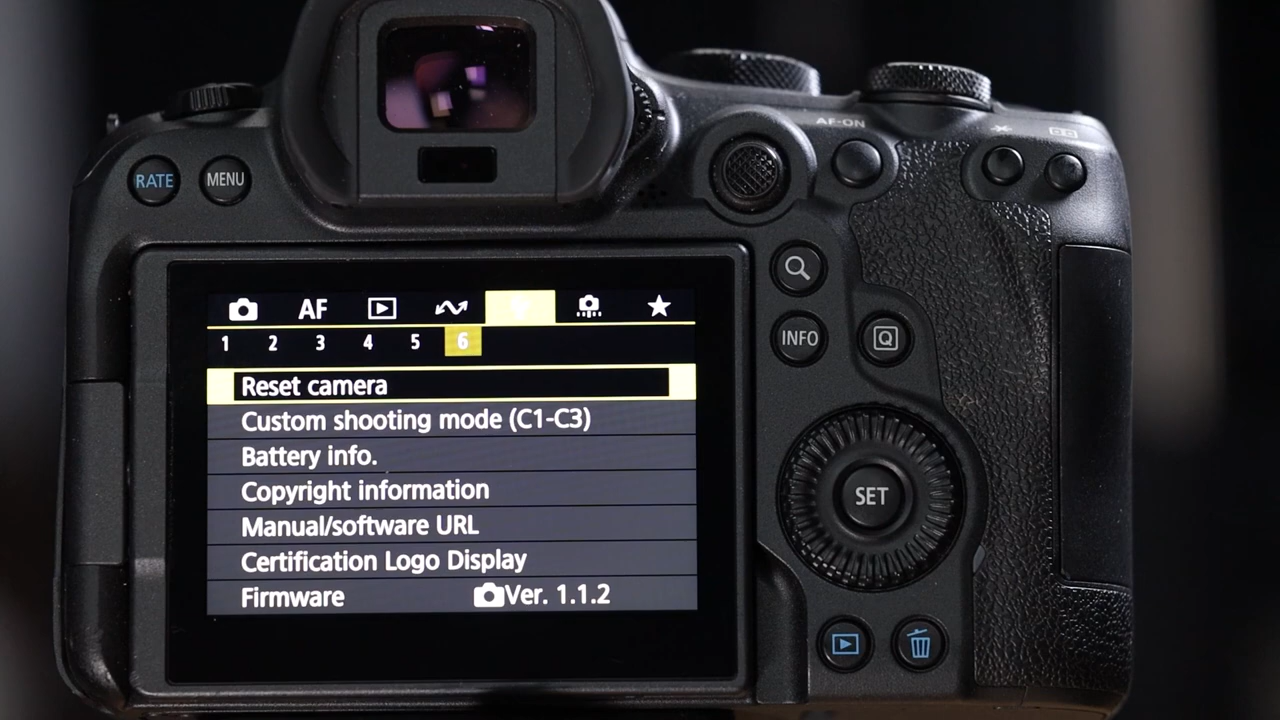 AF-ON
RATE MENU
AF
1 2 3 4 5 6
Reset camera
Custom shooting mode (C1-C3)
Battery info.
Copyright information
Manual/software URL
Certification Logo Display
Firmware Ver. 1.1.2
INFO Q
SET